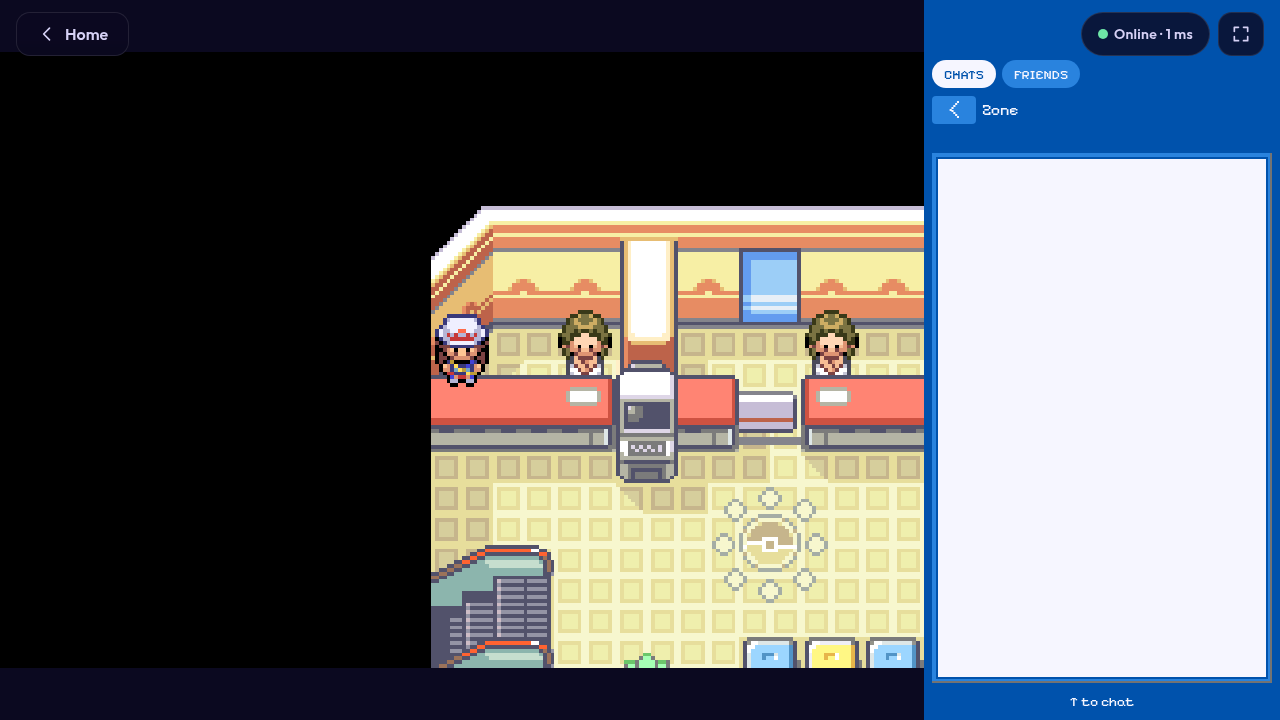 Home
Online · 1 ms
CHATS
FRIENDS
Zone
↑ to chat